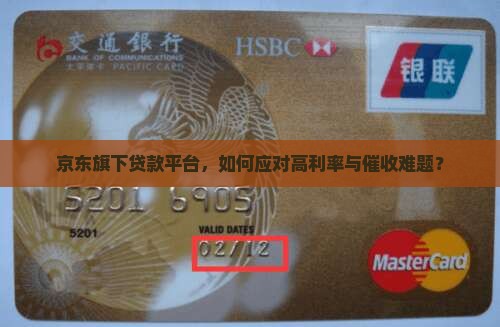 交通銀行 HSBC
BANK OF COMMUNICATIONS
太平洋卡 PACIFIC CARD
银联
京东旗下贷款平台，如何应对高利率与催收难题？
5201 6905
5201
VALID DATES
02/12
MasterCard